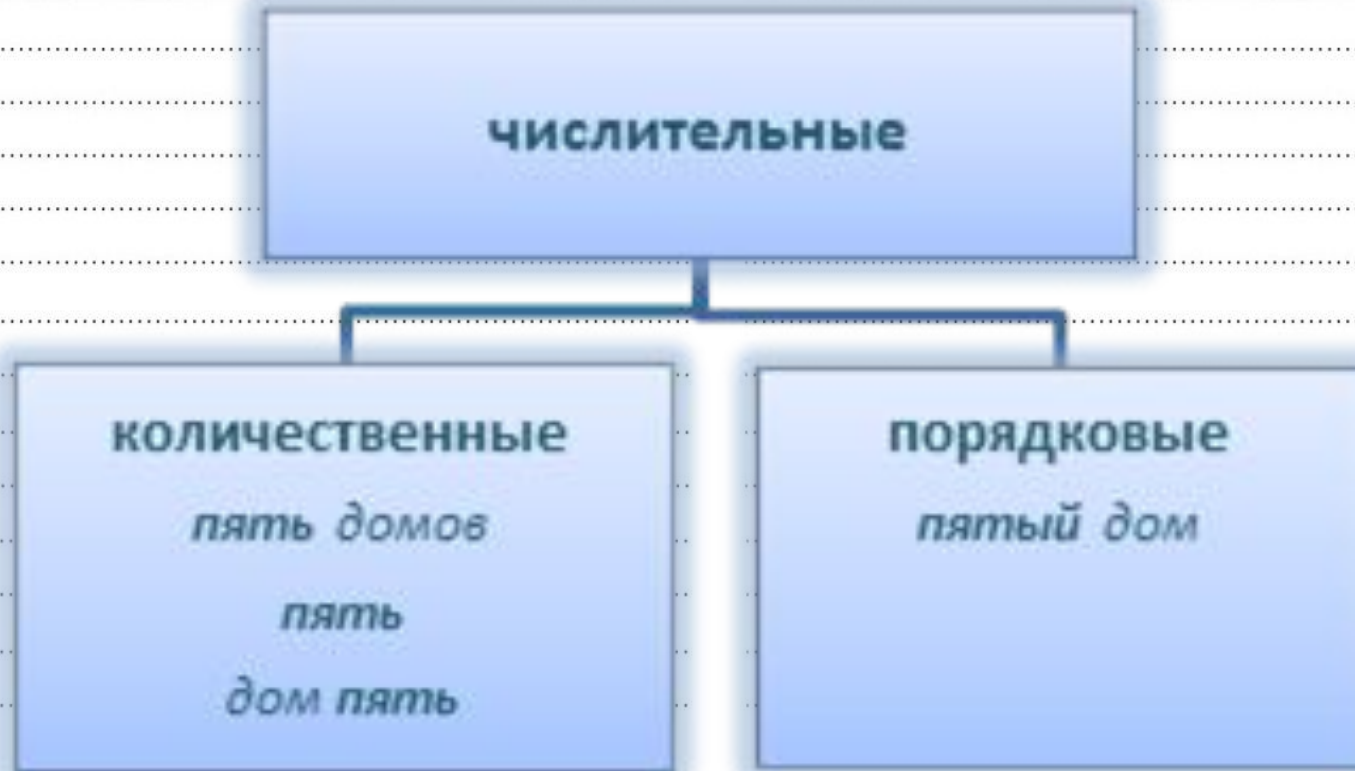 числительные
количественные
пять домов
пять
дом пять
порядковые
пятый дом